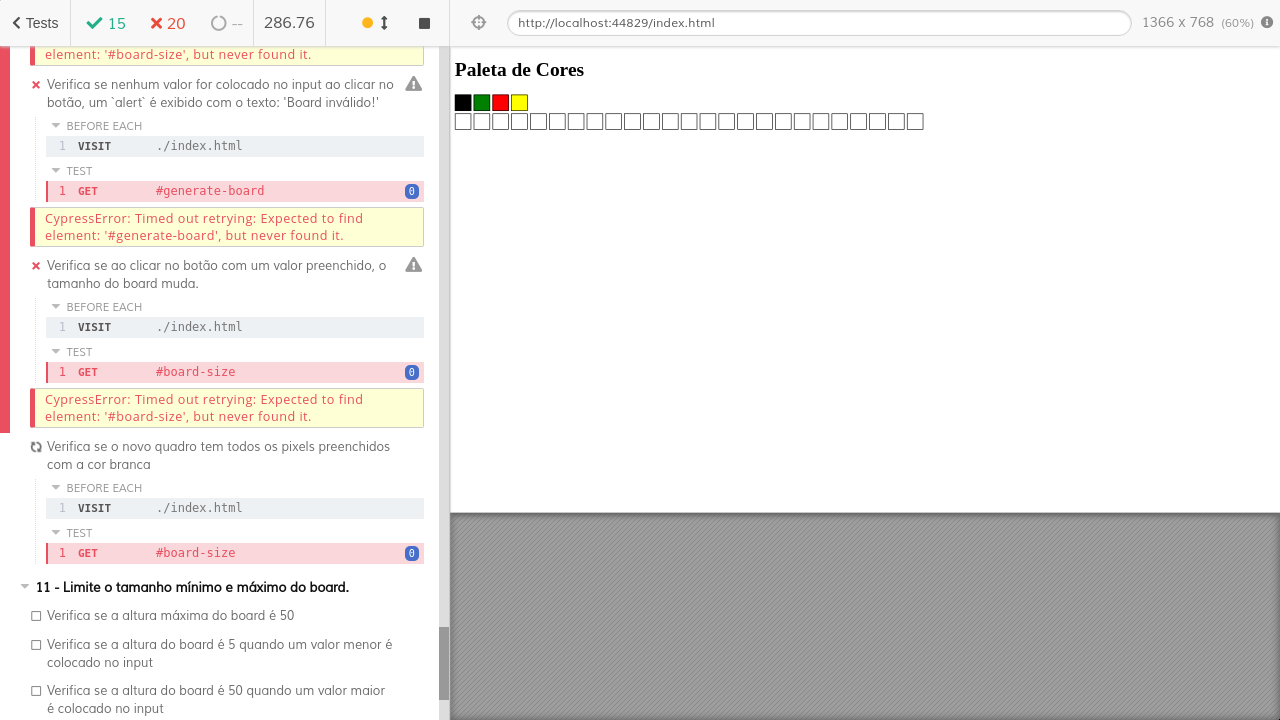 Tests
15
20
--
286.76
http://localhost:44829/index.html
1366 x 768 (60%)
element: '#board-size', but never found it.
Verifica se nenhum valor for colocado no input ao clicar no
botão, um `alert` é exibido com o texto: 'Board inválido!'
BEFORE EACH
1 VISIT ./index.html
TEST
1 GET #generate-board 0
CypressError: Timed out retrying: Expected to find
element: '#generate-board', but never found it.
Verifica se ao clicar no botão com um valor preenchido, o
tamanho do board muda.
BEFORE EACH
1 VISIT ./index.html
TEST
1 GET #board-size 0
CypressError: Timed out retrying: Expected to find
element: '#board-size', but never found it.
Verifica se o novo quadro tem todos os pixels preenchidos
com a cor branca
BEFORE EACH
1 VISIT ./index.html
TEST
1 GET #board-size 0
11 - Limite o tamanho mínimo e máximo do board.
Verifica se a altura máxima do board é 50
Verifica se a altura do board é 5 quando um valor menor é
colocado no input
Verifica se a altura do board é 50 quando um valor maior
é colocado no input
Paleta de Cores